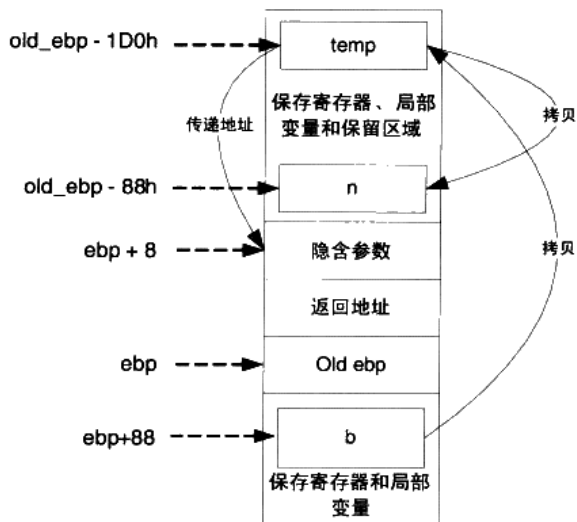 old_ebp - 1D0h
temp
保存寄存器、局部
变量和保留区域
传递地址
拷贝
old_ebp - 88h
n
ebp + 8
隐含参数
拷贝
返回地址
ebp
Old ebp
ebp+88
b
保存寄存器和局部
变量